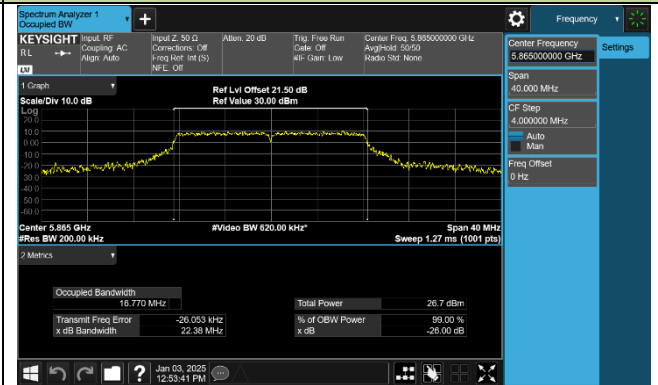 Spectrum Analyzer 1
Occupied BW
+
Frequency
KEYSIGHT
RL
LXI
Input: RF
Coupling: AC
Align: Auto
Input Z: 50 Ω
Corrections: Off
Freq Ref: Int (S)
NFE: Off
Atten: 20 dB
Trig: Free Run
Gate: Off
#IF Gain: Low
Center Freq: 5.865000000 GHz
Avg|Hold: 50/50
Radio Std: None
Center Frequency
5.865000000 GHz
Settings
Span
40.000 MHz
CF Step
4.000000 MHz
Auto
Man
Freq Offset
0 Hz
1 Graph
Scale/Div 10.0 dB
Ref Lvl Offset 21.50 dB
Ref Value 30.00 dBm
Log
20.0
10.0
0.00
-10.0
-20.0
-30.0
-40.0
-50.0
-60.0
Center 5.865 GHz
#Res BW 200.00 kHz
#Video BW 620.00 kHz*
Span 40 MHz
Sweep 1.27 ms (1001 pts)
2 Metrics
Occupied Bandwidth
16.770 MHz
Total Power 26.7 dBm
Transmit Freq Error -26.053 kHz
% of OBW Power 99.00 %
x dB Bandwidth 22.38 MHz
x dB -26.00 dB
?
Jan 03, 2025
12:53:41 PM